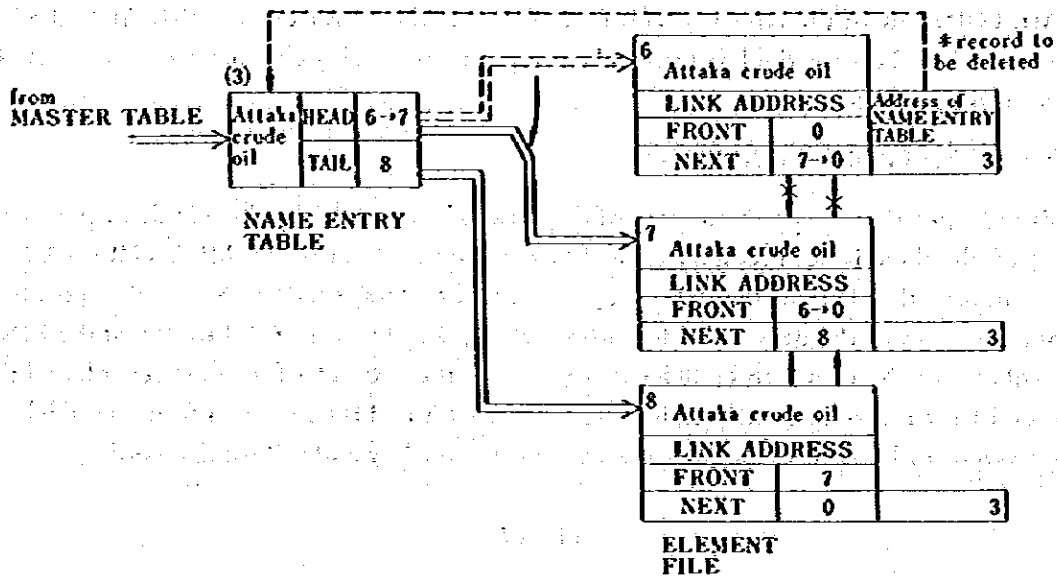 *record to
be deleted
from
MASTER TABLE
(3)
Attaka
crude
oil
HEAD 6→7
TAIL 8
NAME ENTRY
TABLE
6
Attaka crude oil
LINK ADDRESS
FRONT 0
NEXT 7→0
Address of
NAME ENTRY
TABLE
3
7
Attaka crude oil
LINK ADDRESS
FRONT 6→0
NEXT 8
3
8
Attaka crude oil
LINK ADDRESS
FRONT 7
NEXT 0
3
ELEMENT
FILE